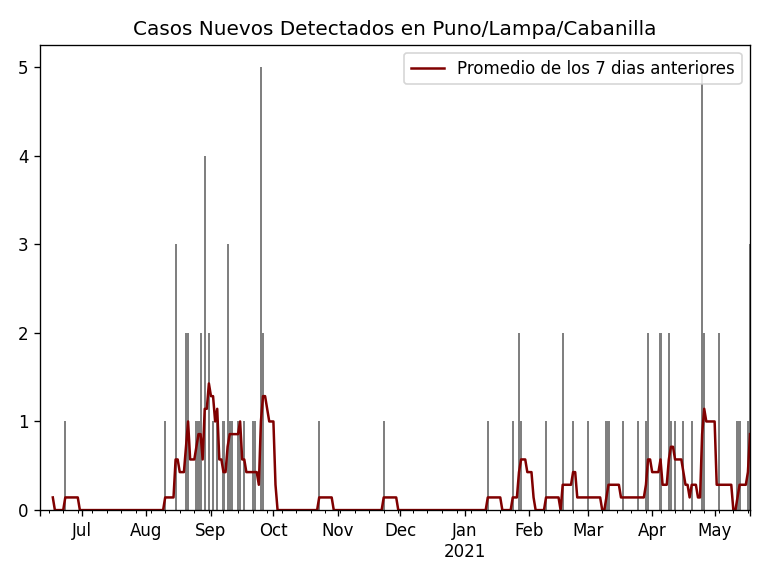 Casos Nuevos Detectados en Puno/Lampa/Cabanilla
Promedio de los 7 dias anteriores
5
4
3
2
1
0
Jul Aug Sep Oct Nov Dec Jan Feb Mar Apr May
2021